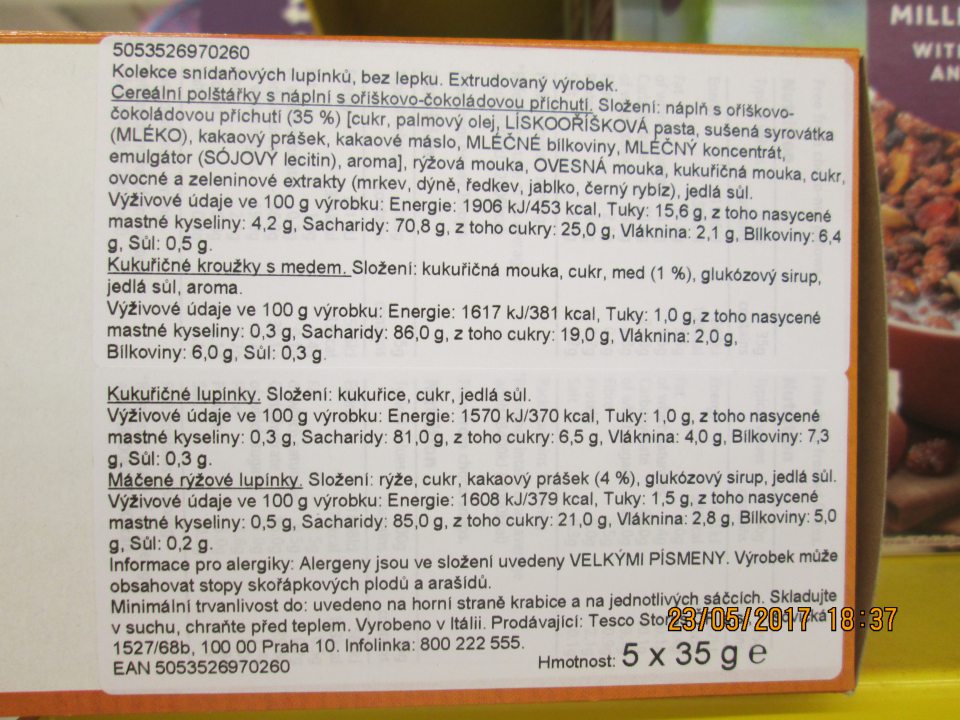 5053526970260
Kolekce snídaňových lupínků, bez lepku. Extrudovaný výrobek.
Cereální polštářky s náplní s oříškovo-čokoládovou příchutí. Složení: náplň s oříškovo-
čokoládovou příchutí (35 %) [cukr, palmový olej, LÍSKOOŘÍŠKOVÁ pasta, sušená syrovátka
(MLÉKO), kakaový prášek, kakaové máslo, MLÉČNÉ bílkoviny, MLÉČNÝ koncentrát,
emulgátor (SÓJOVÝ lecitin), aroma], rýžová mouka, OVESNÁ mouka, kukuřičná mouka, cukr,
ovocné a zeleninové extrakty (mrkev, dýně, ředkev, jablko, černý rybíz), jedlá sůl.
Výživové údaje ve 100 g výrobku: Energie: 1906 kJ/453 kcal, Tuky: 15,6 g, z toho nasycené
mastné kyseliny: 4,2 g, Sacharidy: 70,8 g, z toho cukry: 25,0 g, Vláknina: 2,1 g, Bílkoviny: 6,4
g, Sůl: 0,5 g.
Kukuřičné kroužky s medem. Složení: kukuřičná mouka, cukr, med (1 %), glukózový sirup,
jedlá sůl, aroma.
Výživové údaje ve 100 g výrobku: Energie: 1617 kJ/381 kcal, Tuky: 1,0 g, z toho nasycené
mastné kyseliny: 0,3 g, Sacharidy: 86,0 g, z toho cukry: 19,0 g, Vláknina: 2,0 g,
Bílkoviny: 6,0 g, Sůl: 0,3 g.
Kukuřičné lupínky. Složení: kukuřice, cukr, jedlá sůl.
Výživové údaje ve 100 g výrobku: Energie: 1570 kJ/370 kcal, Tuky: 1,0 g, z toho nasycené
mastné kyseliny: 0,3 g, Sacharidy: 81,0 g, z toho cukry: 6,5 g, Vláknina: 4,0 g, Bílkoviny: 7,3
g, Sůl: 0,3 g.
Máčené rýžové lupínky. Složení: rýže, cukr, kakaový prášek (4 %), glukózový sirup, jedlá sůl.
Výživové údaje ve 100 g výrobku: Energie: 1608 kJ/379 kcal, Tuky: 1,5 g, z toho nasycené
mastné kyseliny: 0,5 g, Sacharidy: 85,0 g, z toho cukry: 21,0 g, Vláknina: 2,8 g, Bílkoviny: 5,0
g, Sůl: 0,2 g.
Informace pro alergiky: Alergeny jsou ve složení uvedeny VELKÝMI PÍSMENY. Výrobek může
obsahovat stopy skořápkových plodů a arašídů.
Minimální trvanlivost do: uvedeno na horní straně krabice a na jednotlivých sáčcích. Skladujte
v suchu, chraňte před teplem. Vyrobeno v Itálii. Prodávající: Tesco
1527/68b, 100 00 Praha 10. Infolinka: 800 222 555.
EAN 5053526970260
Hmotnost: 5 x 35 g e
23/05/2017 18:37